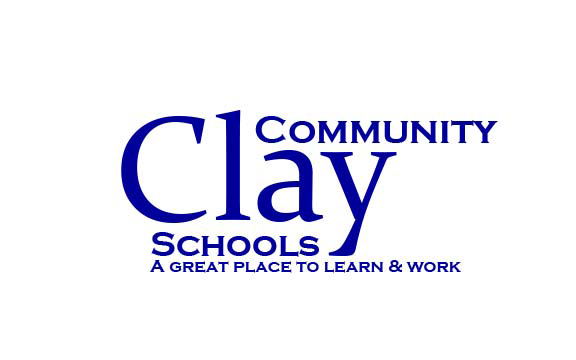 Clay Community
Schools
A great place to learn & work